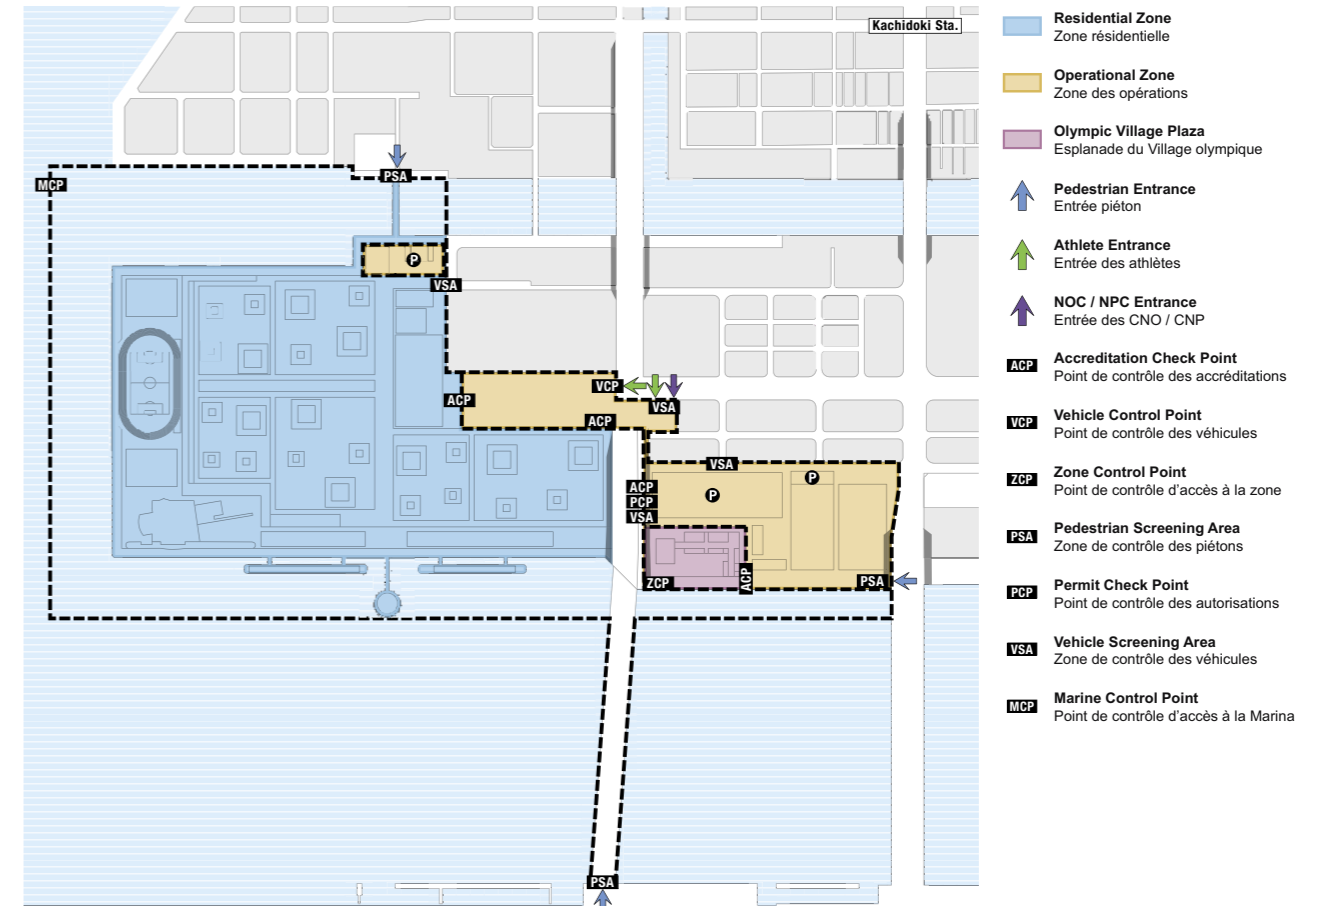 Kachidoki Sta.
PSA
MCP
P
VSA
VCP
ACP
VSA
ACP
VSA
P
P
ACP
PCP
VSA
ZCP
ACP
PSA
PSA
Residential Zone
Zone résidentielle
Operational Zone
Zone des opérations
Olympic Village Plaza
Esplanade du Village olympique
Pedestrian Entrance
Entrée piéton
Athlete Entrance
Entrée des athlètes
NOC / NPC Entrance
Entrée des CNO / CNP
ACP Accreditation Check Point
Point de contrôle des accréditations
VCP Vehicle Control Point
Point de contrôle des véhicules
ZCP Zone Control Point
Point de contrôle d'accès à la zone
PSA Pedestrian Screening Area
Zone de contrôle des piétons
PCP Permit Check Point
Point de contrôle des autorisations
VSA Vehicle Screening Area
Zone de contrôle des véhicules
MCP Marine Control Point
Point de contrôle d'accès à la Marina